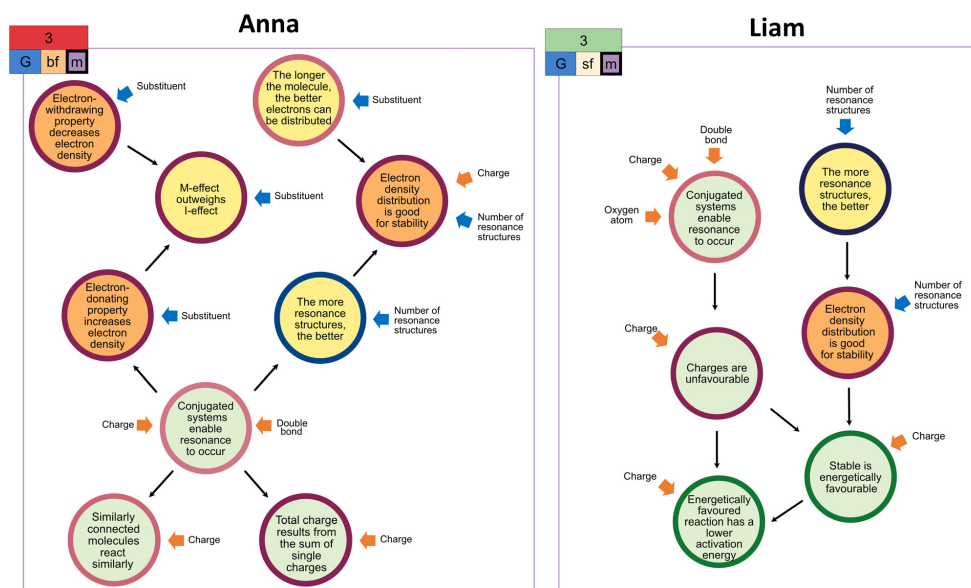 Anna
3
G bf m
Substituent
Electron-
withdrawing
property
decreases
electron
density
The longer
the molecule,
the better
electrons can
be distributed
Substituent
M-effect
outweighs
I-effect
Substituent
Electron
density
distribution
is good
for stability
Charge
Number of
resonance
structures
Electron-
donating
property
increases
electron
density
Substituent
The more
resonance
structures,
the better
Number of
resonance
structures
Charge
Conjugated
systems
enable
resonance
to occur
Double
bond
Similarly
connected
molecules
react
similarly
Charge
Total charge
results from
the sum of
single
charges
Charge
Liam
3
G sf m
Number of
resonance
structures
Double
bond
Charge
Oxygen
atom
Conjugated
systems
enable
resonance
to occur
The more
resonance
structures,
the better
Number of
resonance
structures
Charge
Charges are
unfavourable
Electron
density
distribution
is good
for stability
Charge
Stable is
energetically
favourable
Charge
Energetically
favoured
reaction has a
lower
activation
energy